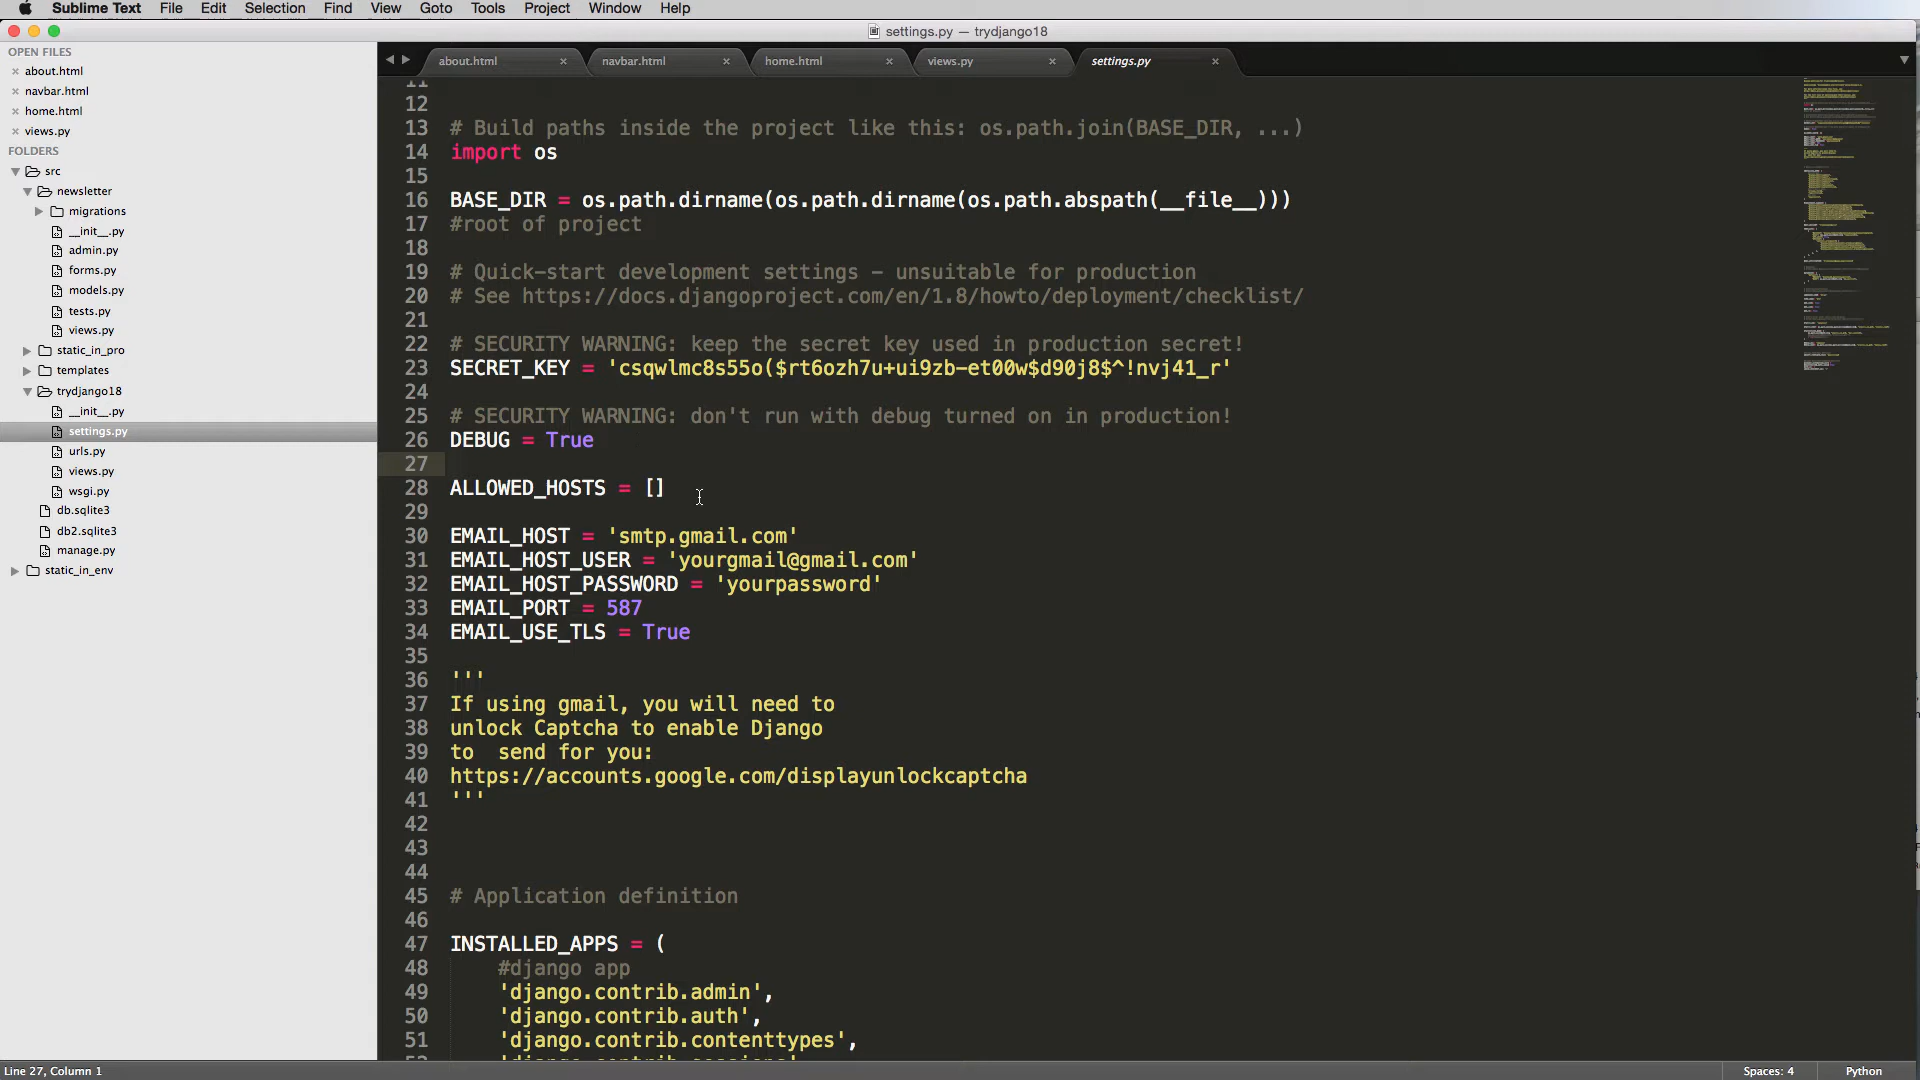 Sublime Text File Edit Selection Find View Goto Tools Project Window Help
settings.py — trydjango18
OPEN FILES
about.html
navbar.html
home.html
views.py
FOLDERS
src
newsletter
migrations
__init__.py
admin.py
forms.py
models.py
tests.py
views.py
static_in_pro
templates
trydjango18
__init__.py
settings.py
urls.py
views.py
wsgi.py
db.sqlite3
db2.sqlite3
manage.py
static_in_env
about.html navbar.html home.html views.py settings.py
11
12
13 # Build paths inside the project like this: os.path.join(BASE_DIR, ...)
14 import os
15
16 BASE_DIR = os.path.dirname(os.path.dirname(os.path.abspath(__file__)))
17 #root of project
18
19 # Quick-start development settings - unsuitable for production
20 # See https://docs.djangoproject.com/en/1.8/howto/deployment/checklist/
21
22 # SECURITY WARNING: keep the secret key used in production secret!
23 SECRET_KEY = 'csqwlmc8s55o($rt6ozh7u+ui9zb-et00w$d90j8$^!nvj41_r'
24
25 # SECURITY WARNING: don't run with debug turned on in production!
26 DEBUG = True
27
28 ALLOWED_HOSTS = []
29
30 EMAIL_HOST = 'smtp.gmail.com'
31 EMAIL_HOST_USER = 'yourgmail@gmail.com'
32 EMAIL_HOST_PASSWORD = 'yourpassword'
33 EMAIL_PORT = 587
34 EMAIL_USE_TLS = True
35
36 '''
37 If using gmail, you will need to
38 unlock Captcha to enable Django
39 to  send for you:
40 https://accounts.google.com/displayunlockcaptcha
41 '''
42
43
44
45 # Application definition
46
47 INSTALLED_APPS = (
48 #django app
49 'django.contrib.admin',
50 'django.contrib.auth',
51 'django.contrib.contenttypes',
Line 27, Column 1
Spaces: 4
Python